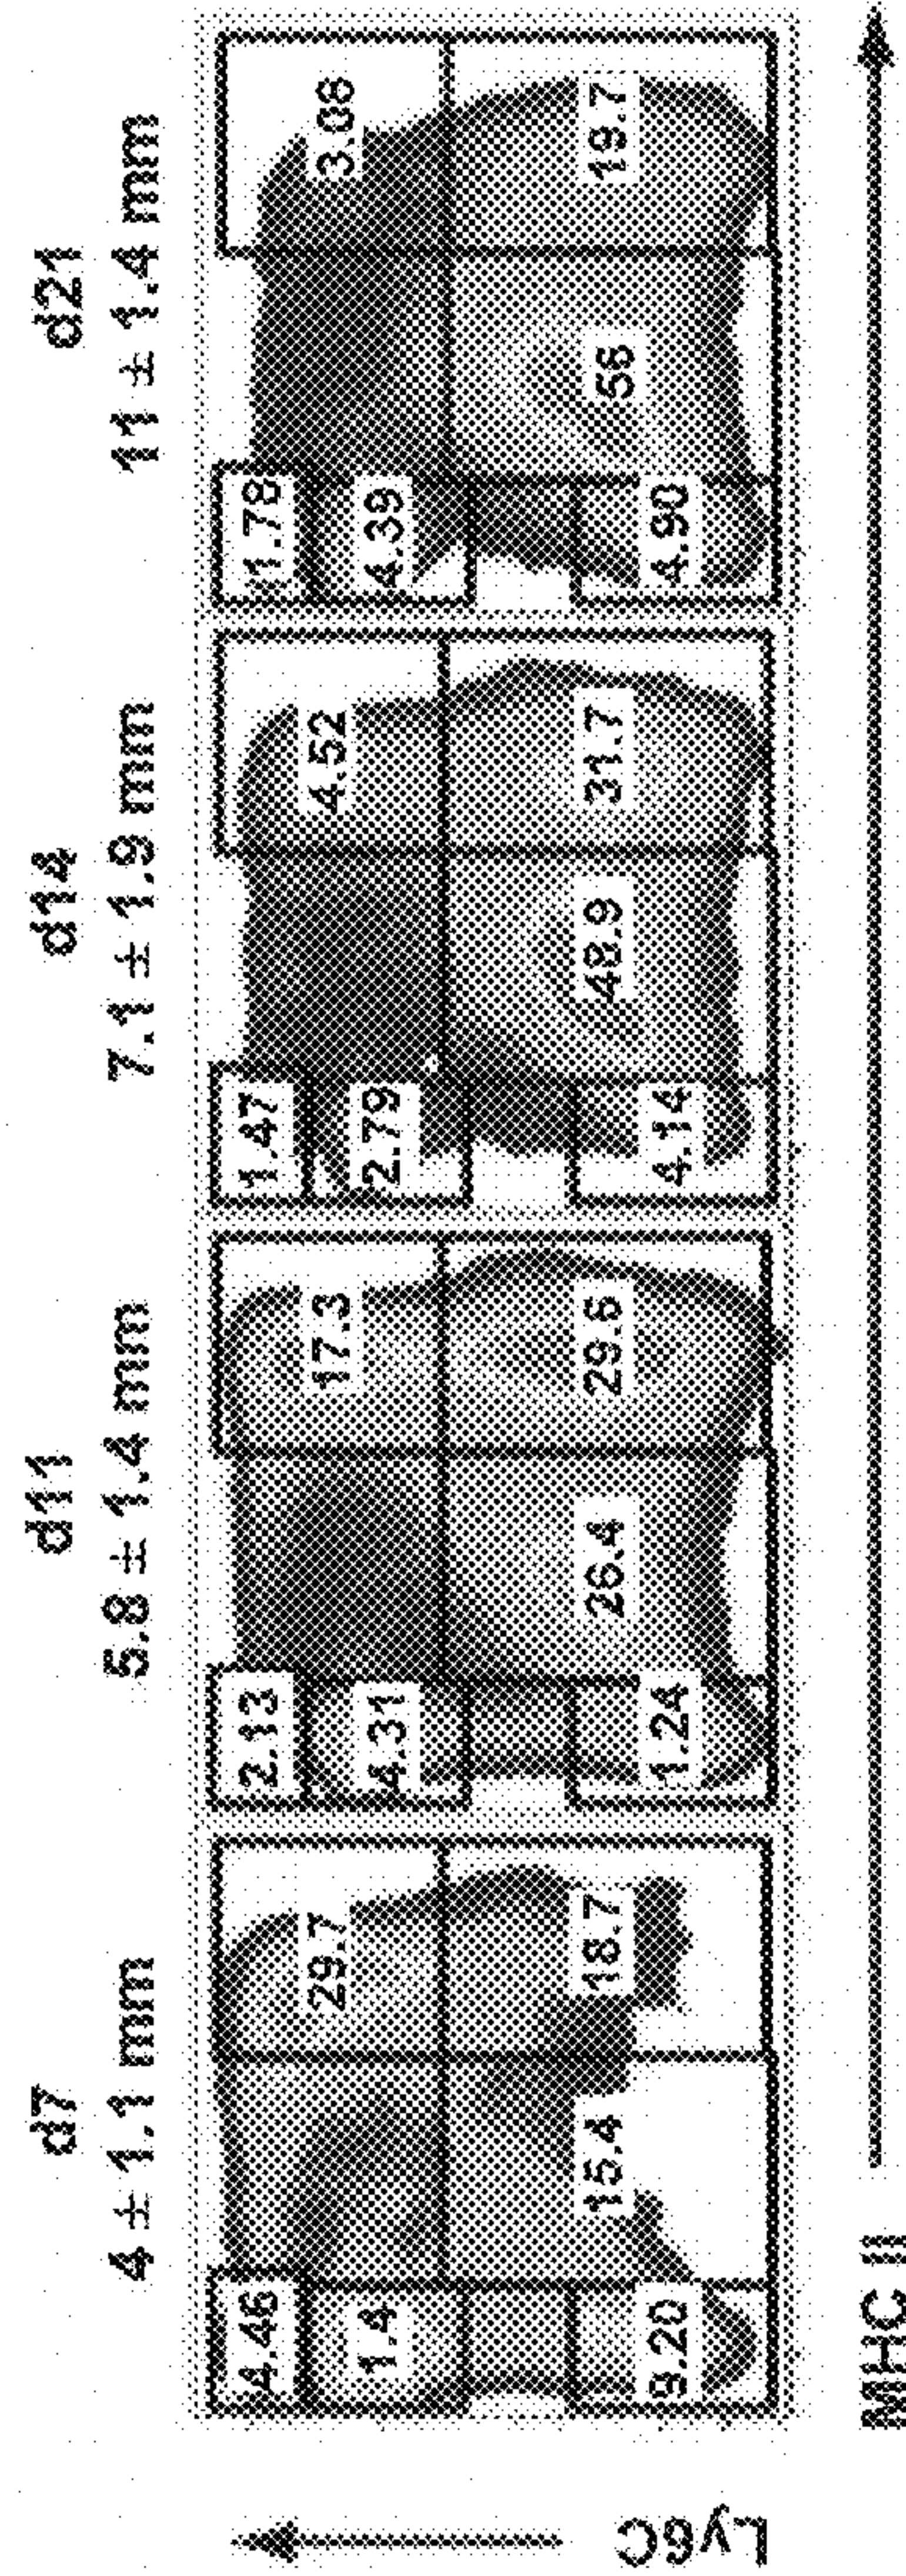 d7 d11 d14 d21
4 ± 1.1 mm 5.8 ± 1.4 mm 7.1 ± 1.9 mm 11 ± 1.4 mm
4.46 2.13 1.47 1.78
29.7 17.3 4.52 3.08
1.4 4.31 2.79 4.39
15.4 18.7 26.4 29.6 48.9 31.7 56 19.7
9.20 1.24 4.14 4.90
Ly6C
MHC II